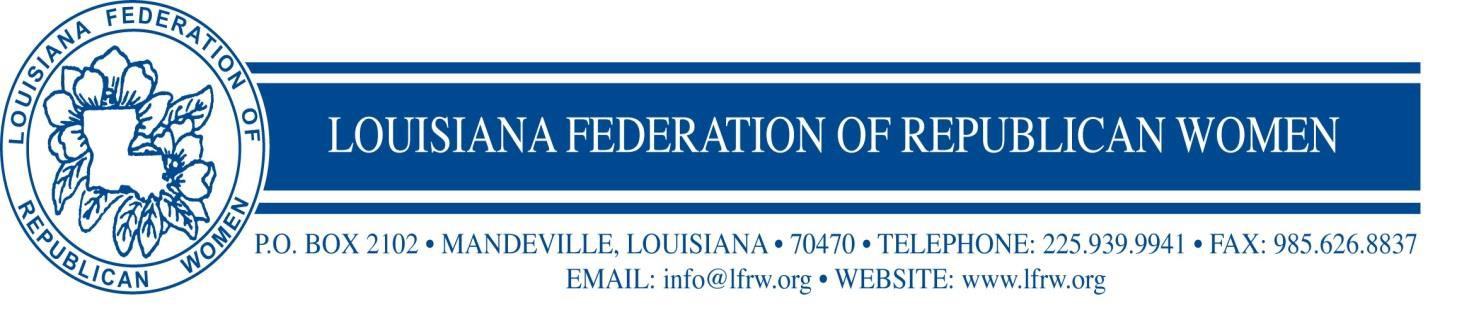 LOUISIANA FEDERATION OF
REPUBLICAN WOMEN
LOUISIANA FEDERATION OF REPUBLICAN WOMEN
P.O. BOX 2102 • MANDEVILLE, LOUISIANA • 70470 • TELEPHONE: 225.939.9941 • FAX: 985.626.8837
EMAIL: info@lfrw.org • WEBSITE: www.lfrw.org